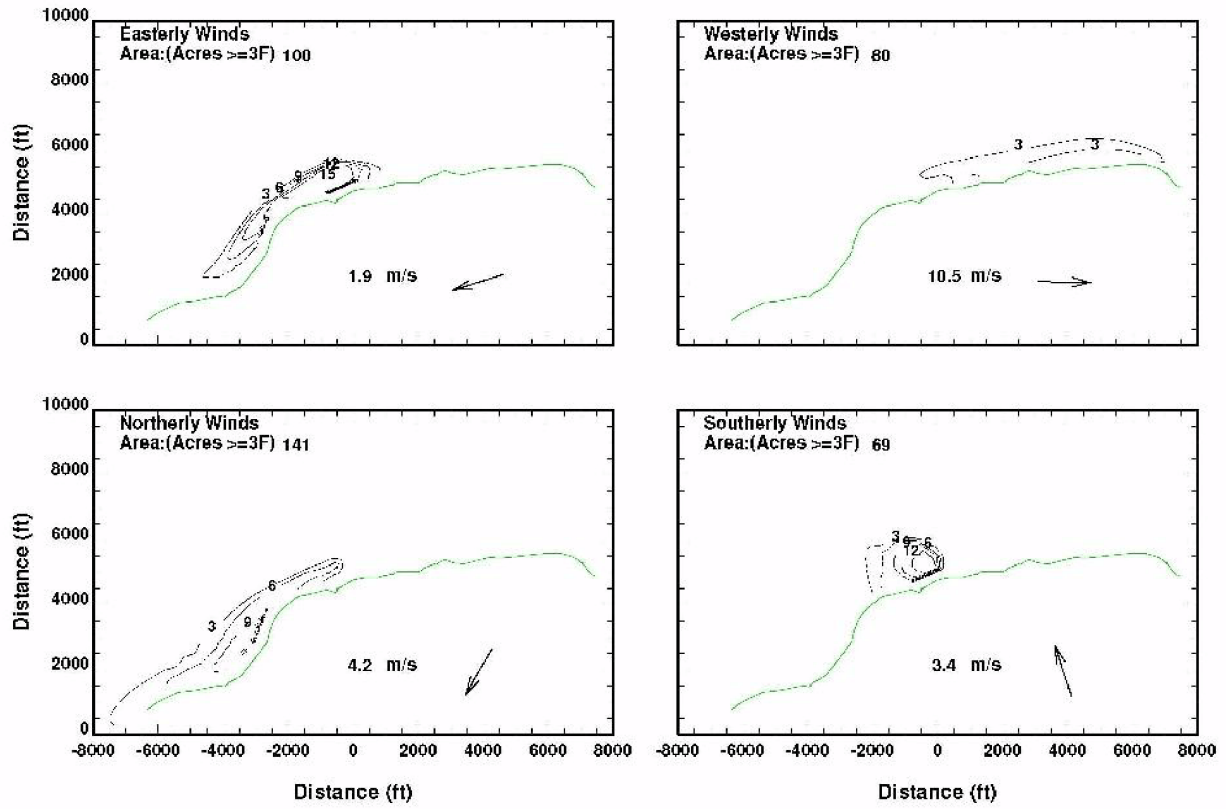 Easterly Winds
Area:(Acres >=3F) 100
10000
8000
6000
4000
2000
0
Distance (ft)
12
15
9
6
3
1.9 m/s
Westerly Winds
Area:(Acres >=3F) 80
3
3
10.5 m/s
-8000 -6000 -4000 -2000 0 2000 4000 6000 8000
Northerly Winds
Area:(Acres >=3F) 141
10000
8000
6000
4000
2000
0
Distance (ft)
6
3
9
4.2 m/s
-8000 -6000 -4000 -2000 0 2000 4000 6000 8000
Distance (ft)
Southerly Winds
Area:(Acres >=3F) 69
3
9
6
12
3.4 m/s
Distance (ft)